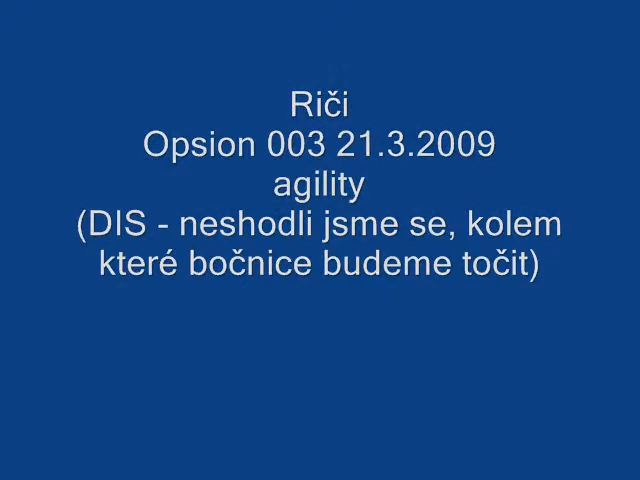 Riči
Opsion 003 21.3.2009
agility
(DIS - neshodli jsme se, kolem
které bočnice budeme točit)